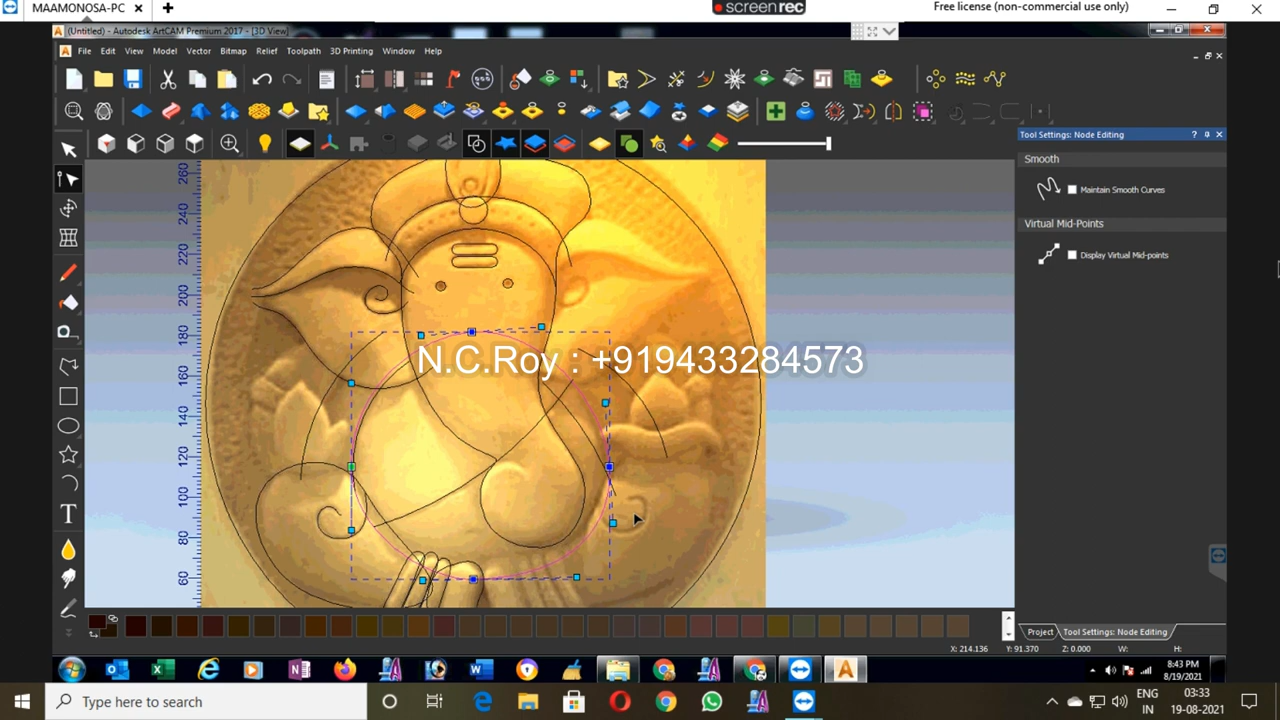 MAAMONOSA-PC
screenrec
Free license (non-commercial use only)
(Untitled) - Autodesk ArtCAM Premium 2017 - [3D View]
File Edit View Model Vector Bitmap Relief Toolpath 3D Printing Window Help
Tool Settings: Node Editing
Smooth
Maintain Smooth Curves
Virtual Mid-Points
Display Virtual Mid-points
260
240
220
200
180
160
140
120
100
80
60
N.C.Roy : +919433284573
Project Tool Settings: Node Editing
X: 214.136 Y: 91.370 Z: 0.000 W: H:
8:43 PM
8/19/2021
Type here to search
ENG
IN
03:33
19-08-2021